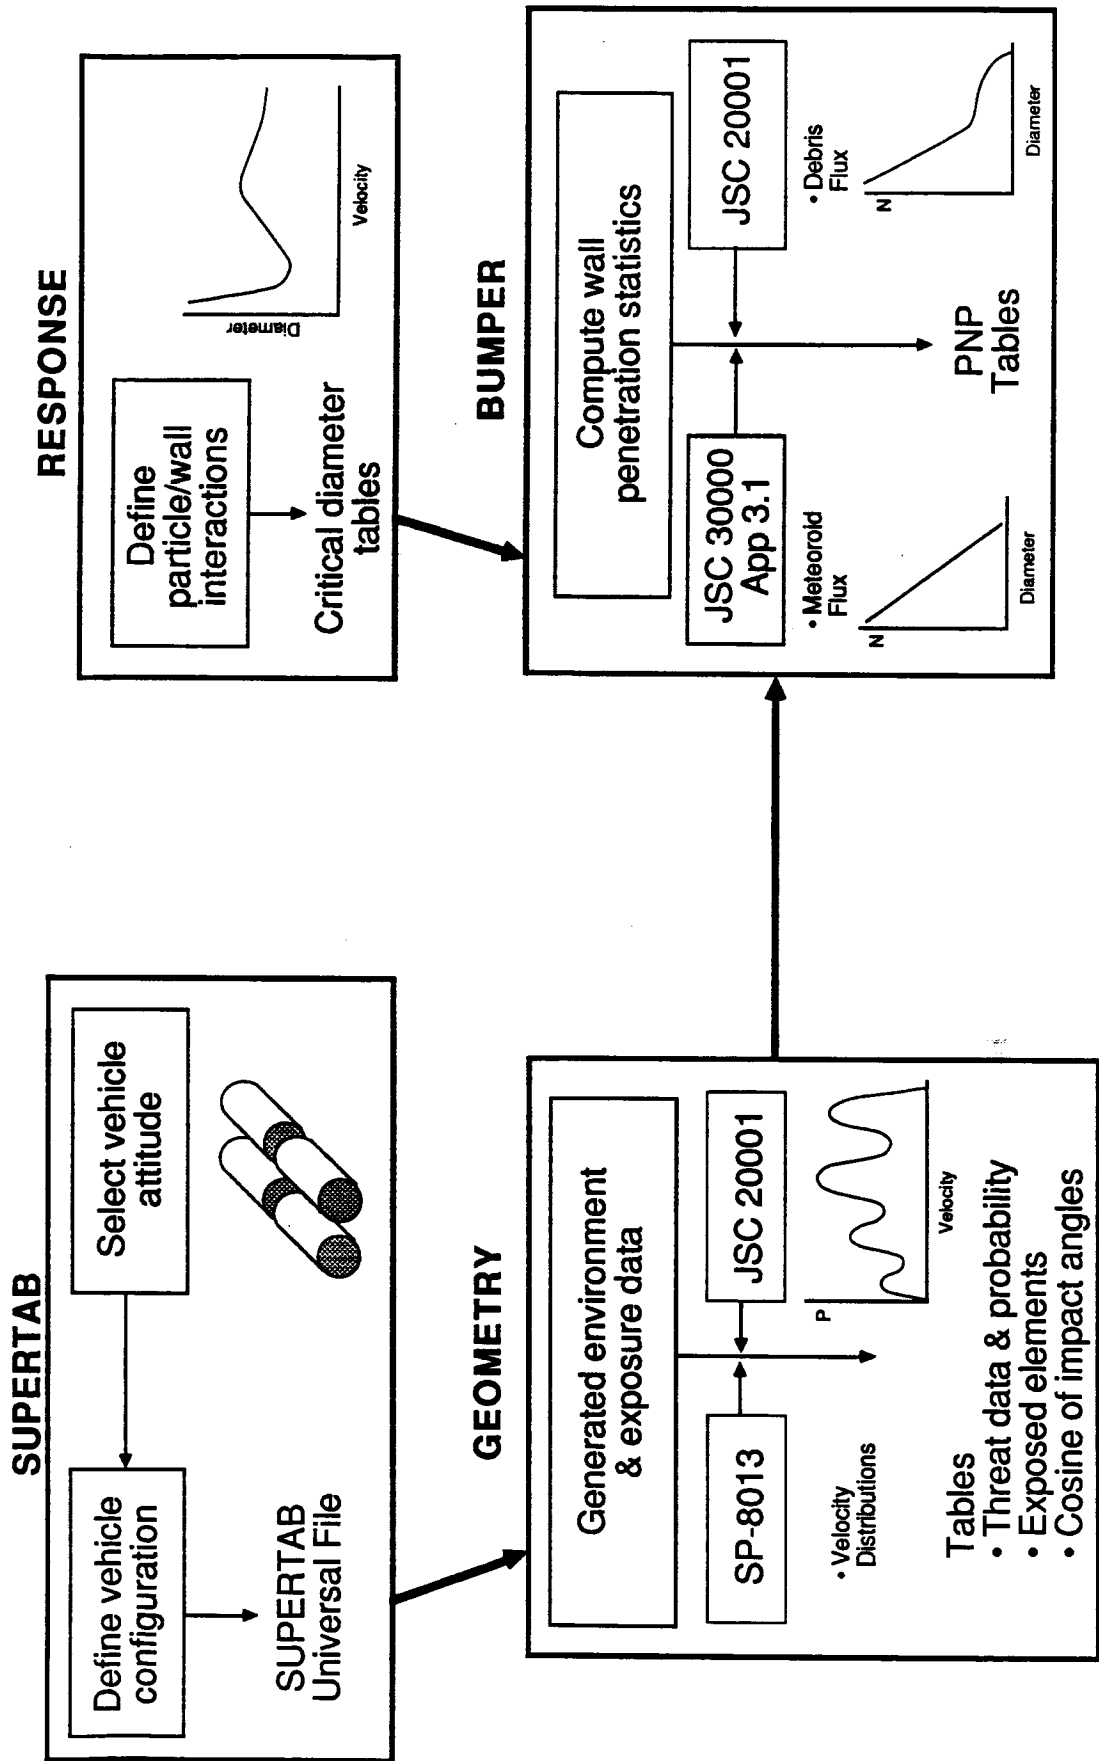 SUPERTAB
Define vehicle
configuration
Select vehicle
attitude
SUPERTAB
Universal File
RESPONSE
Define
particle/wall
interactions
Critical diameter
tables
Diameter
Velocity
GEOMETRY
Generated environment
& exposure data
SP-8013
JSC 20001
• Velocity
Distributions
P
Velocity
Tables
• Threat data & probability
• Exposed elements
• Cosine of impact angles
BUMPER
Compute wall
penetration statistics
JSC 30000
App 3.1
JSC 20001
• Meteoroid
Flux
N
Diameter
• Debris
Flux
N
Diameter
PNP
Tables